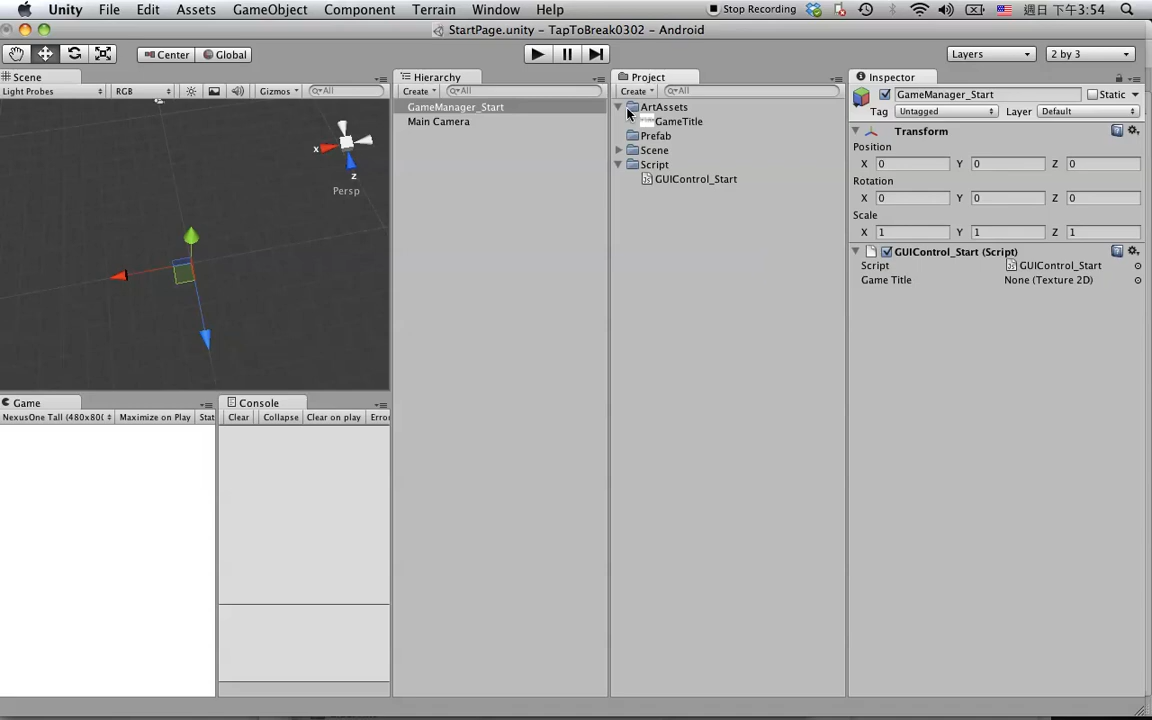 Unity File Edit Assets GameObject Component Terrain Window Help Stop Recording 週日下午3:54
StartPage.unity - TapToBreak0302 - Android
Center Global Layers 2 by 3
Scene
Light Probes RGB Gizmos All
x
z
Persp
Game
NexusOne Tall (480x80( Maximize on Play Stat
Console
Clear Collapse Clear on play Erro
Hierarchy
Create All
GameManager_Start
Main Camera
Project
Create All
ArtAssets
GameTitle
Prefab
Scene
Script
GUIControl_Start
Inspector
GameManager_Start Static
Tag Untagged Layer Default
Transform
Position
X 0 Y 0 Z 0
Rotation
X 0 Y 0 Z 0
Scale
X 1 Y 1 Z 1
GUIControl_Start (Script)
Script GUIControl_Start
Game Title None (Texture 2D)